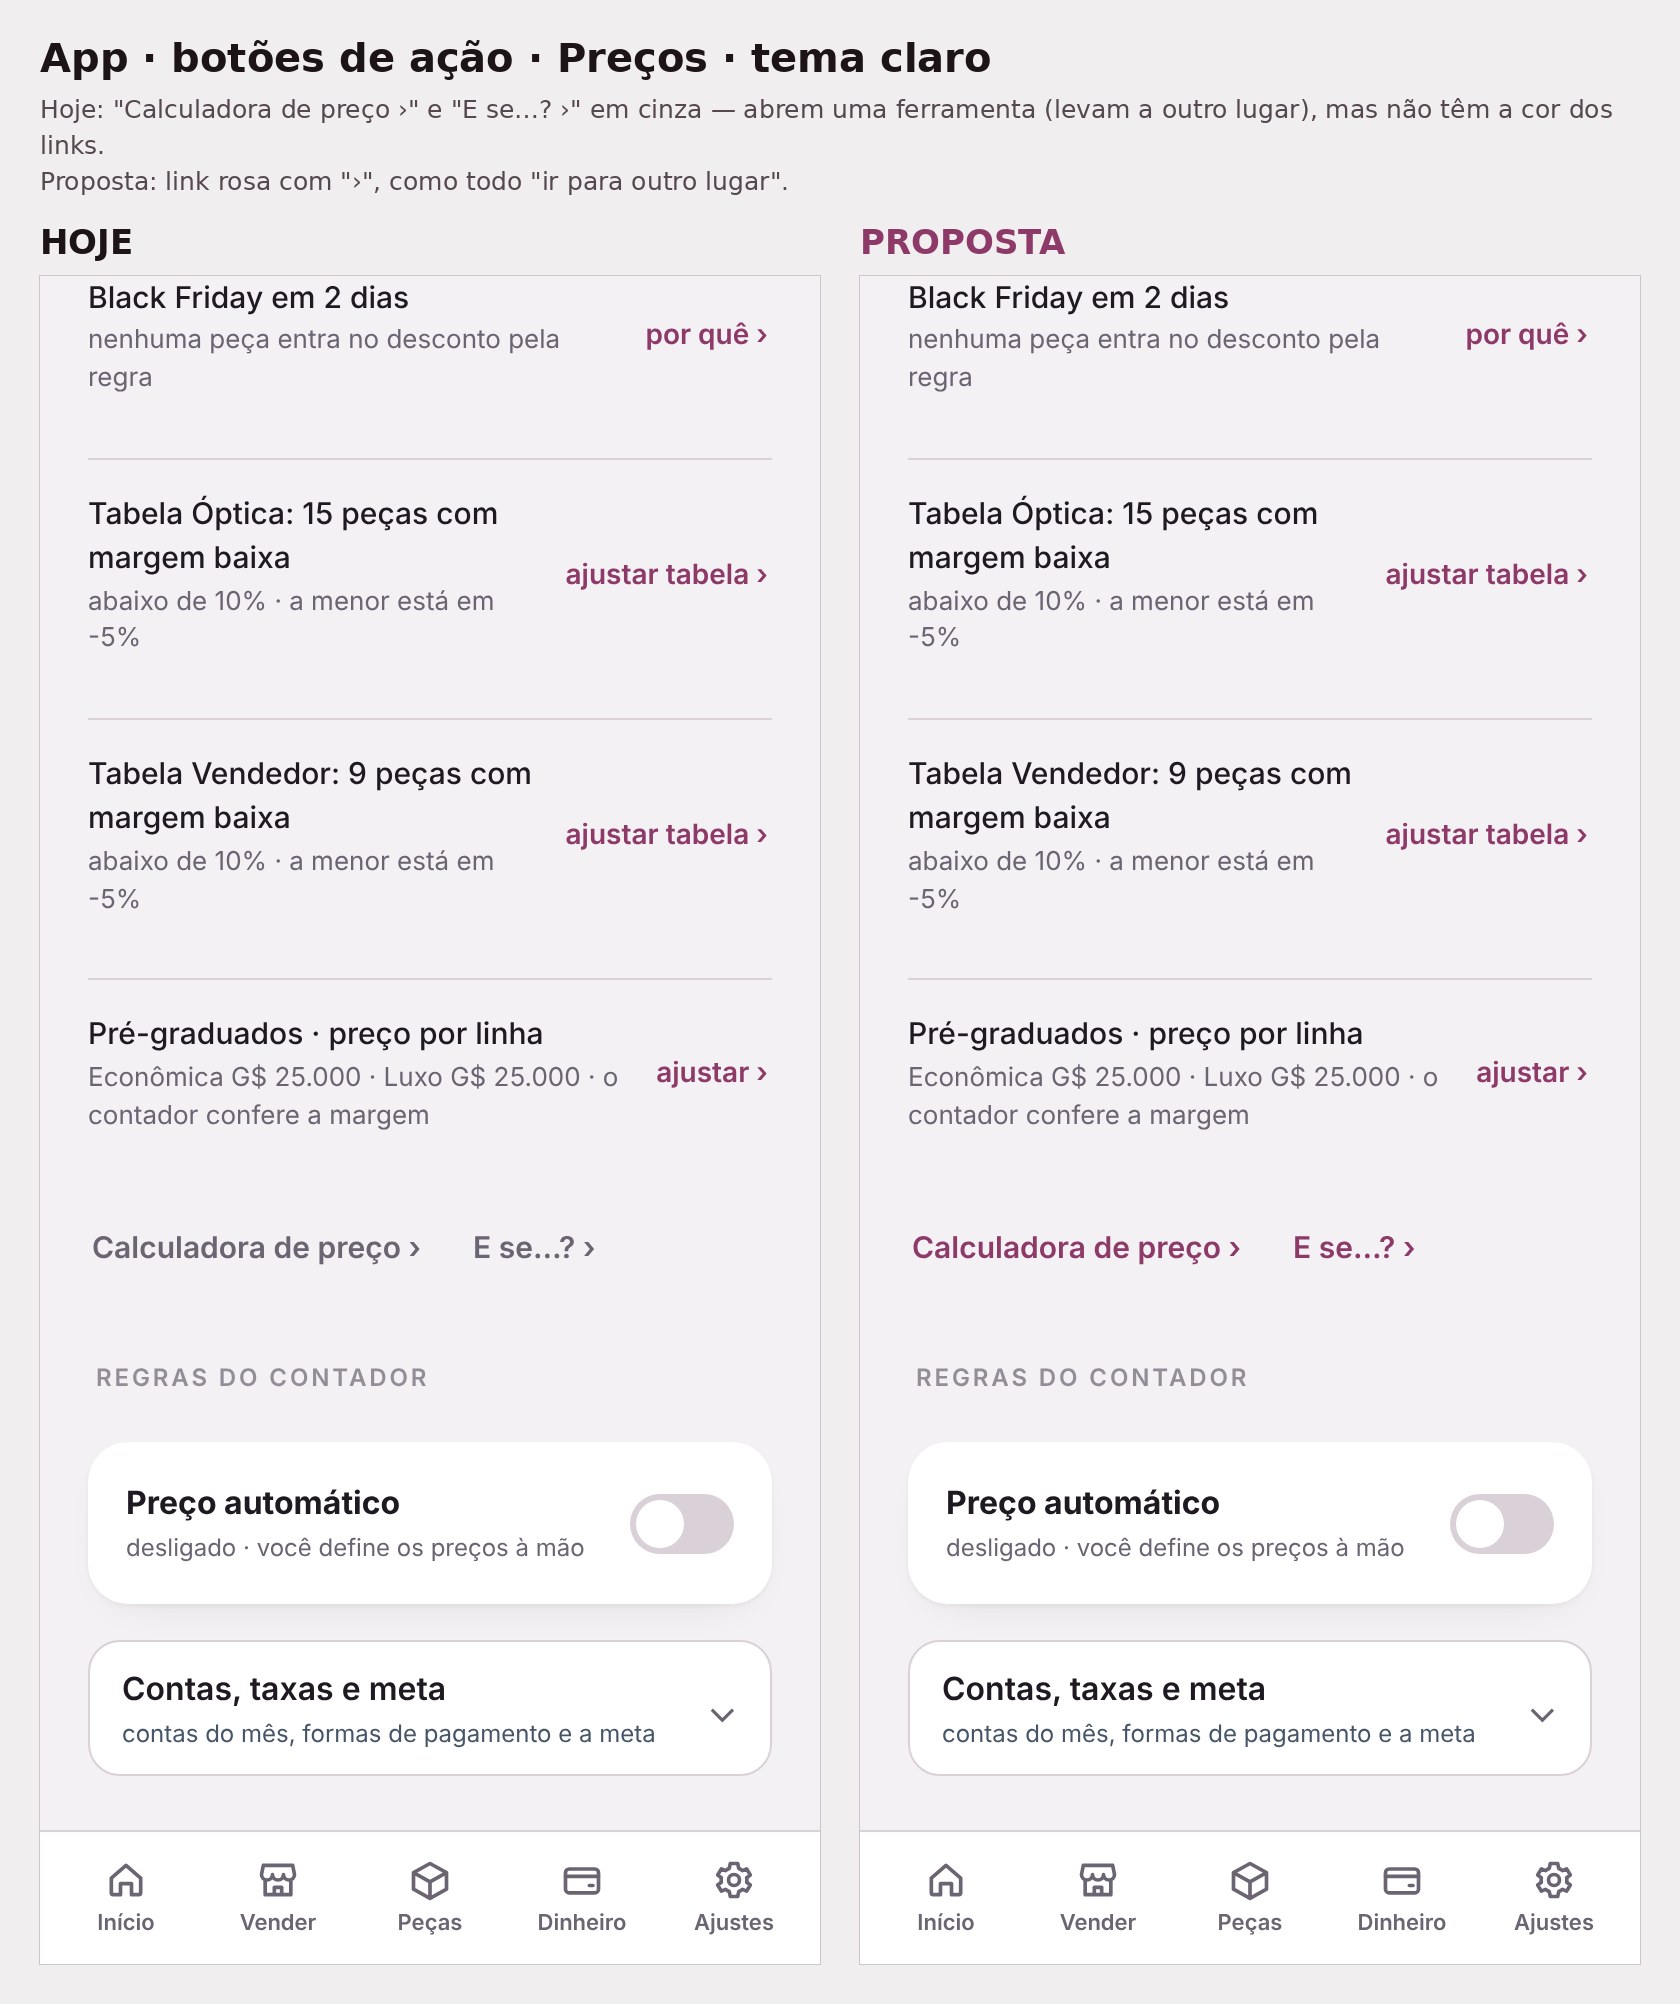 App · botões de ação · Preços · tema claro
Hoje: "Calculadora de preço ›" e "E se…? ›" em cinza — abrem uma ferramenta (levam a outro lugar), mas não têm a cor dos
links.
Proposta: link rosa com "›", como todo "ir para outro lugar".
HOJE
Black Friday em 2 dias
nenhuma peça entra no desconto pela
regra
por quê ›
Tabela Óptica: 15 peças com
margem baixa
abaixo de 10% · a menor está em
-5%
ajustar tabela ›
Tabela Vendedor: 9 peças com
margem baixa
abaixo de 10% · a menor está em
-5%
ajustar tabela ›
Pré-graduados · preço por linha
Econômica G$ 25.000 · Luxo G$ 25.000 · o
contador confere a margem
ajustar ›
Calculadora de preço ›
E se…? ›
REGRAS DO CONTADOR
Preço automático
desligado · você define os preços à mão
Contas, taxas e meta
contas do mês, formas de pagamento e a meta
Início
Vender
Peças
Dinheiro
Ajustes
PROPOSTA
Black Friday em 2 dias
nenhuma peça entra no desconto pela
regra
por quê ›
Tabela Óptica: 15 peças com
margem baixa
abaixo de 10% · a menor está em
-5%
ajustar tabela ›
Tabela Vendedor: 9 peças com
margem baixa
abaixo de 10% · a menor está em
-5%
ajustar tabela ›
Pré-graduados · preço por linha
Econômica G$ 25.000 · Luxo G$ 25.000 · o
contador confere a margem
ajustar ›
Calculadora de preço ›
E se…? ›
REGRAS DO CONTADOR
Preço automático
desligado · você define os preços à mão
Contas, taxas e meta
contas do mês, formas de pagamento e a meta
Início
Vender
Peças
Dinheiro
Ajustes